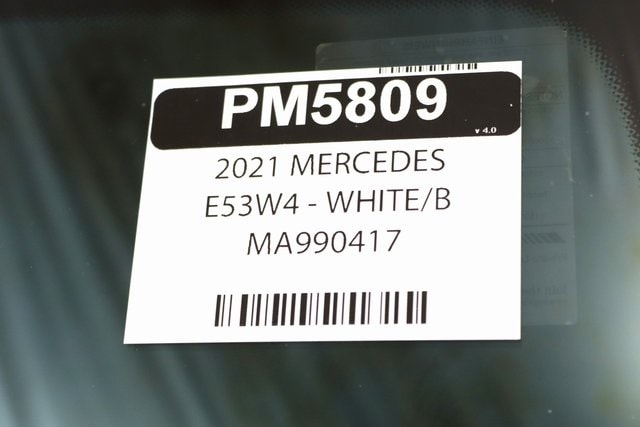 PM5809
v 4.0
2021 MERCEDES
E53W4 - WHITE/B
MA990417